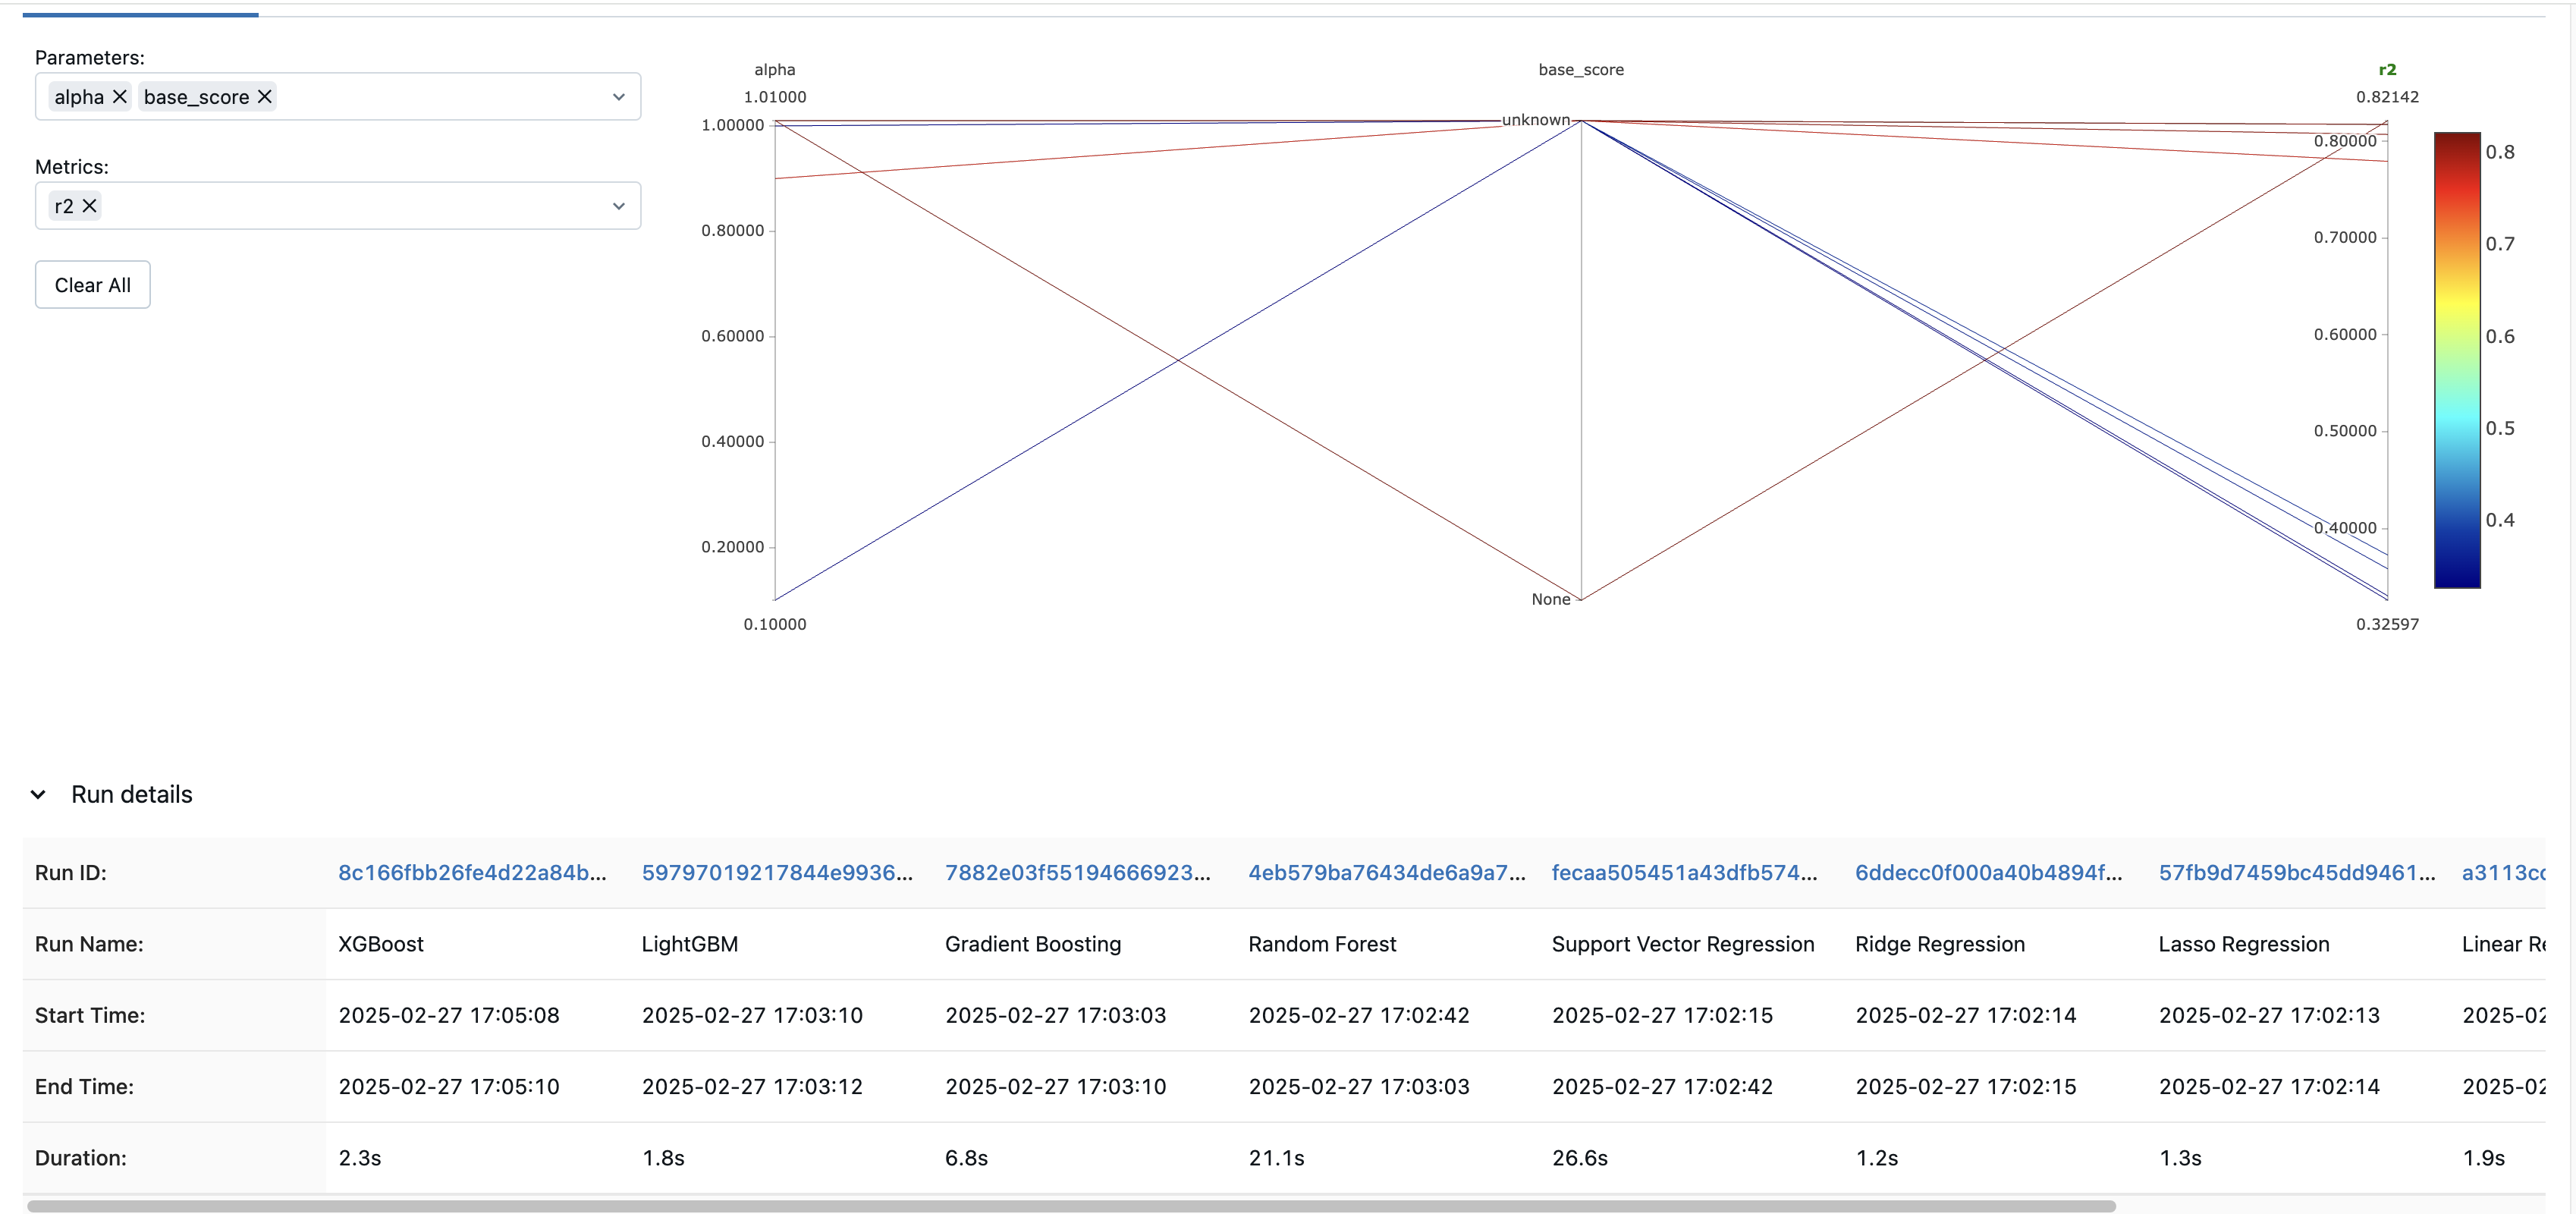 Parameters:
alpha
base_score
Metrics:
r2
Clear All
alpha
base_score
r2
1.01000
0.82142
1.00000
0.80000
0.60000
0.40000
0.20000
0.10000
unknown
None
0.80000
0.70000
0.60000
0.50000
0.40000
0.32597
0.8
0.7
0.6
0.5
0.4
Run details
Run ID: 8c166fbb26fe4d22a84b... 59797019217844e9936... 7882e03f55194666923... 4eb579ba76434de6a9a7... fecaa505451a43dfb574... 6ddecc0f000a40b4894f... 57fb9d7459bc45dd9461... a3113cc
Run Name: XGBoost LightGBM Gradient Boosting Random Forest Support Vector Regression Ridge Regression Lasso Regression Linear Re
Start Time: 2025-02-27 17:05:08 2025-02-27 17:03:10 2025-02-27 17:03:03 2025-02-27 17:02:42 2025-02-27 17:02:15 2025-02-27 17:02:14 2025-02-27 17:02:13 2025-02
End Time: 2025-02-27 17:05:10 2025-02-27 17:03:12 2025-02-27 17:03:10 2025-02-27 17:03:03 2025-02-27 17:02:42 2025-02-27 17:02:15 2025-02-27 17:02:14 2025-02
Duration: 2.3s 1.8s 6.8s 21.1s 26.6s 1.2s 1.3s 1.9s